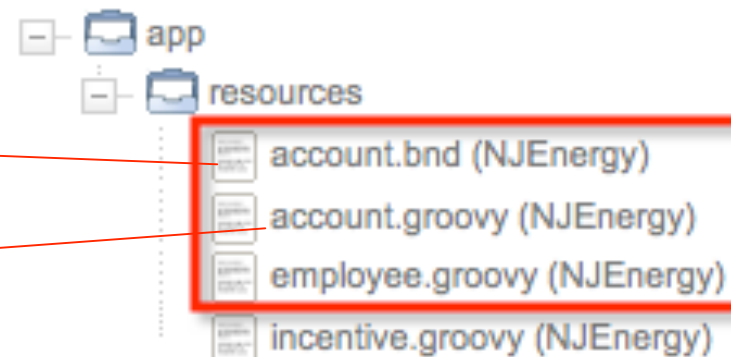 app
resources
account.bnd (NJEnergy)
account.groovy (NJEnergy)
employee.groovy (NJEnergy)
incentive.groovy (NJEnergy)